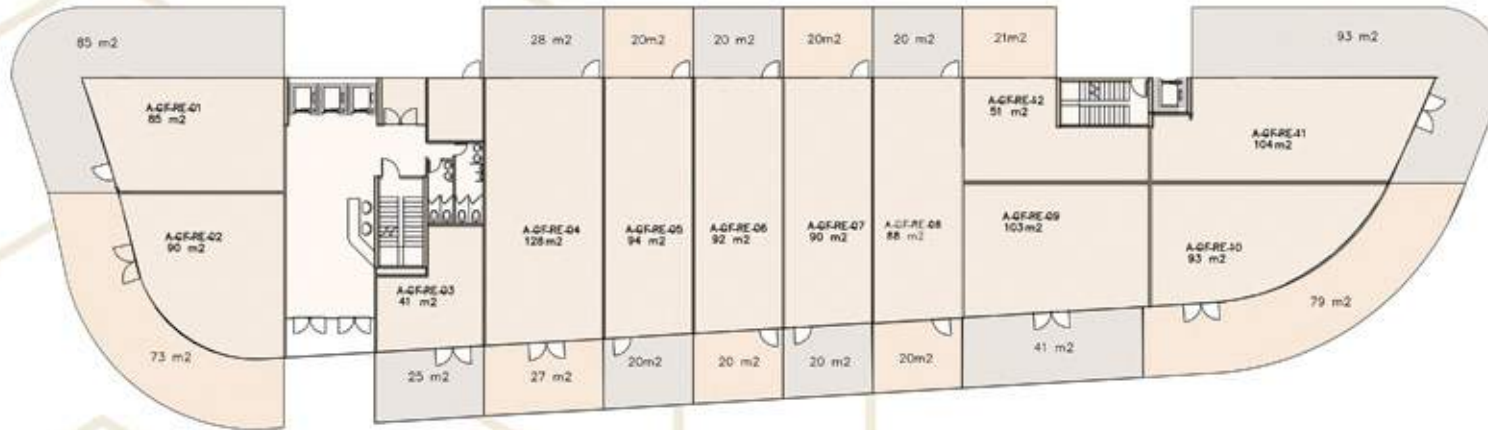 85 m2
28 m2
20m2
20 m2
20m2
20 m2
21m2
93 m2
A-GF-RE-01
85 m2
A-GF-RE-12
51 m2
A-GF-RE-11
104m2
A-GF-RE-02
90 m2
A-GF-RE-04
128m2
A-GF-RE-05
94 m2
A-GF-RE-06
92 m2
A-GF-RE-07
90 m2
A-GF-RE-08
88 m2
A-GF-RE-09
103m2
A-GF-RE-10
93 m2
A-GF-RE-03
41 m2
79 m2
73 m2
25 m2
27 m2
20m2
20 m2
20 m2
20m2
41 m2